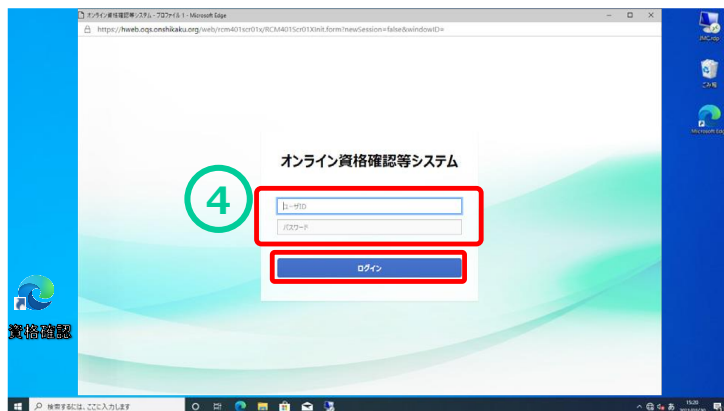 オンライン資格確認等システム - プロファイル 1 - Microsoft Edge
https://hweb.oqs.onshikaku.org/web/rcm401scr01x/RCM401Scr01XInit.form?newSession=false&windowID=
オンライン資格確認等システム
④
ユーザID
パスワード
ログイン
資格確認
ごみ箱
Microsoft Edg
検索するには、ここに入力します
あ
15:20